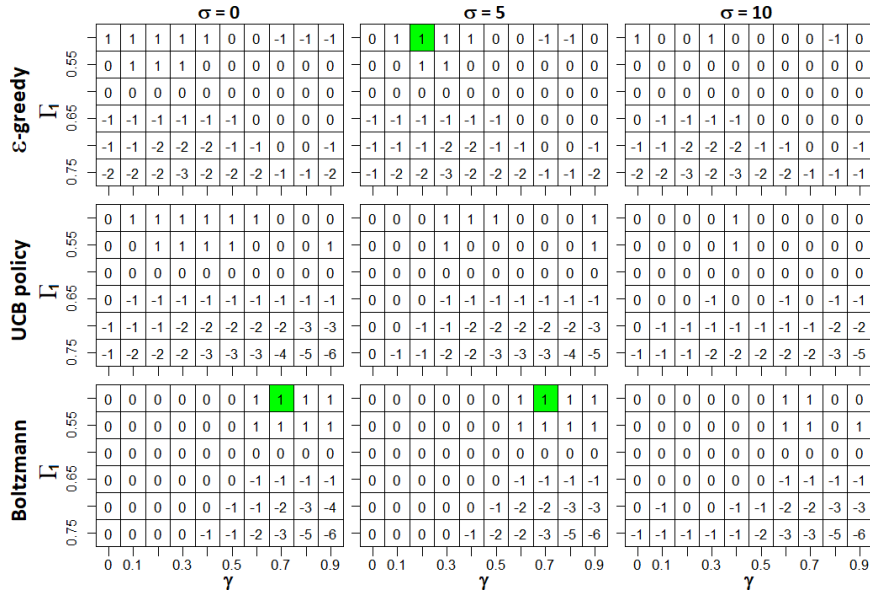 σ = 0 σ = 5 σ = 10
1 1 1 1 1 0 0 -1 -1 -1 0 1 1 1 1 0 0 -1 -1 0 1 0 0 1 0 0 0 0 -1 0
0.55 0 1 1 1 0 0 0 0 0 0 0 0 1 1 0 0 0 0 0 0 0 0 0 0 0 0 0 0 0 0
0 0 0 0 0 0 0 0 0 0 0 0 0 0 0 0 0 0 0 0 0 0 0 0 0 0 0 0 0 0
ε-greedy Γ1 0.65 -1 -1 -1 -1 -1 -1 0 0 0 0 -1 -1 -1 -1 -1 -1 0 0 0 0 0 -1 -1 -1 -1 0 0 0 0 0
-1 -1 -2 -2 -2 -1 -1 0 0 -1 -1 -1 -2 -2 -2 -1 -1 0 0 -1 -1 -1 -2 -2 -1 -1 0 0 0 -1
0.75 -2 -2 -2 -3 -2 -2 -2 -1 -1 -2 -2 -2 -2 -3 -2 -2 -2 -1 -1 -2 -2 -2 -3 -2 -3 -2 -2 -1 -1 -1
0 1 1 1 1 1 1 0 0 0 0 0 0 1 1 1 0 0 0 1 0 0 0 0 1 0 0 0 0 0
0.55 0 0 1 1 1 1 0 0 0 1 0 0 0 1 0 0 0 0 0 1 0 0 0 0 1 0 0 0 0 0
0 0 0 0 0 0 0 0 0 0 0 0 0 0 0 0 0 0 0 0 0 0 0 0 0 0 0 0 0 0
UCB policy Γ1 0.65 0 -1 -1 -1 -1 -1 -1 -1 -1 -1 0 0 0 -1 -1 -1 -1 -1 -1 -1 0 0 0 -1 0 0 -1 0 -1 -1
-1 -1 -1 -2 -2 -2 -2 -2 -3 -3 0 0 -1 -1 -2 -2 -2 -2 -2 -3 0 -1 -1 -1 -1 -1 -1 -1 -2 -2
0.75 -1 -2 -2 -2 -3 -3 -3 -4 -5 -6 0 -1 -1 -2 -2 -3 -3 -3 -4 -5 0 -1 -1 -2 -2 -2 -2 -2 -3 -5
0 0 0 0 0 0 1 1 1 1 0 0 0 0 0 0 1 1 1 1 0 0 0 0 0 0 1 1 0 0
0.55 0 0 0 0 0 0 1 1 1 1 0 0 0 0 0 0 1 1 1 1 0 0 0 0 0 0 1 1 0 1
0 0 0 0 0 0 0 0 0 0 0 0 0 0 0 0 0 0 0 0 0 0 0 0 0 0 0 0 0 0
Boltzmann Γ1 0.65 0 0 0 0 0 0 -1 -1 -1 -1 0 0 0 0 0 0 -1 -1 -1 -1 0 0 0 0 0 0 -1 -1 -1 -1
0 0 0 0 0 -1 -1 -2 -3 -4 0 0 0 0 0 -1 -2 -2 -3 -3 0 -1 0 0 -1 -1 -2 -2 -3 -3
0.75 0 0 0 0 -1 -1 -2 -3 -5 -6 0 0 0 0 -1 -2 -2 -3 -5 -6 -1 -1 -1 -1 -1 -2 -3 -3 -5 -6
0 0.1 0.3 0.5 0.7 0.9 0 0.1 0.3 0.5 0.7 0.9 0 0.1 0.3 0.5 0.7 0.9
γ γ γ